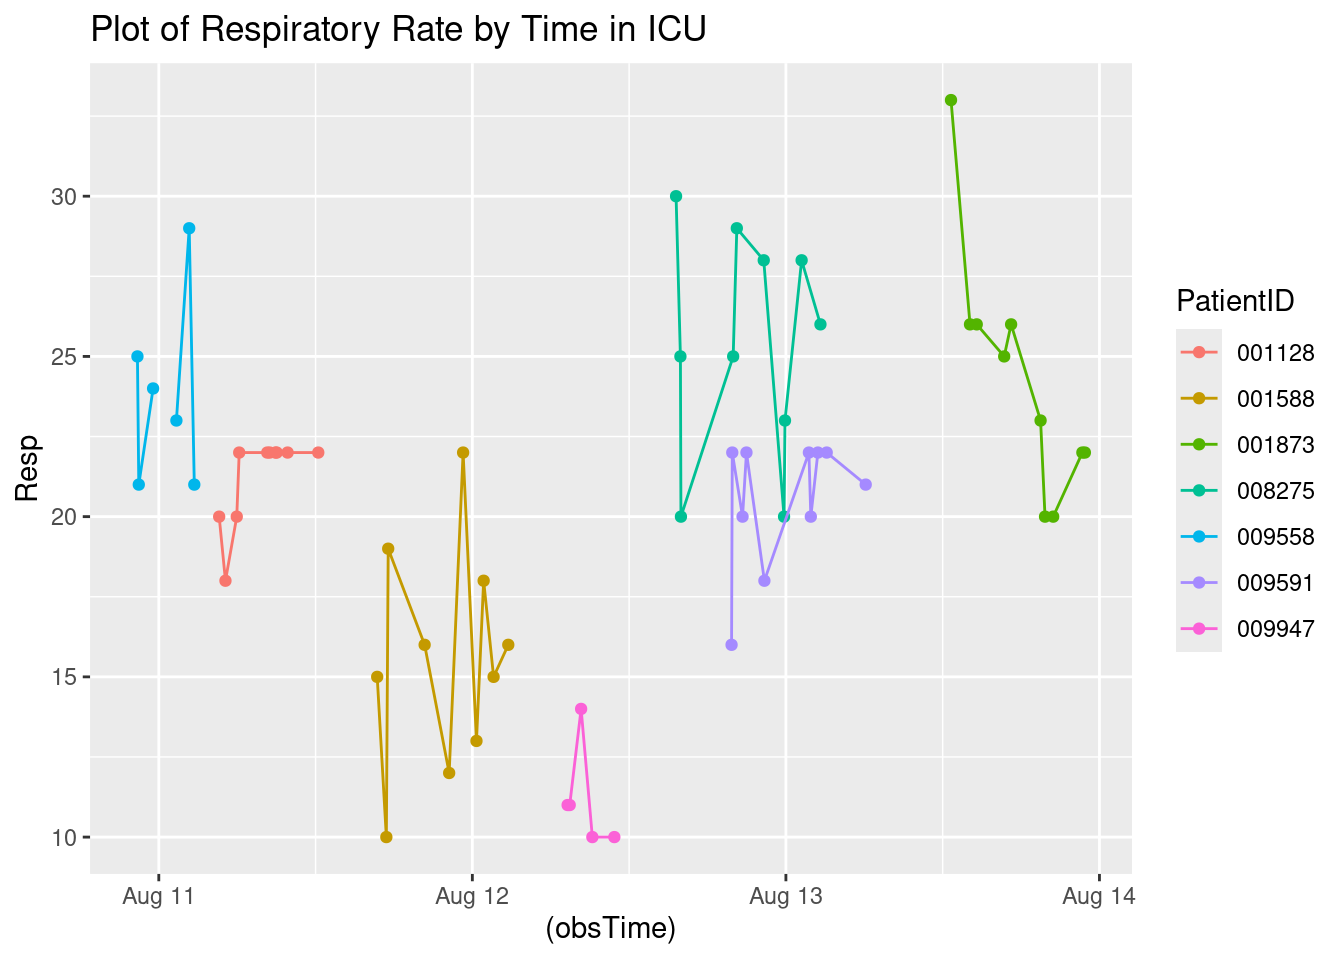 Plot of Respiratory Rate by Time in ICU
Resp
30
25
20
15
10
Aug 11
Aug 12
Aug 13
Aug 14
(obsTime)
PatientID
001128
001588
001873
008275
009558
009591
009947